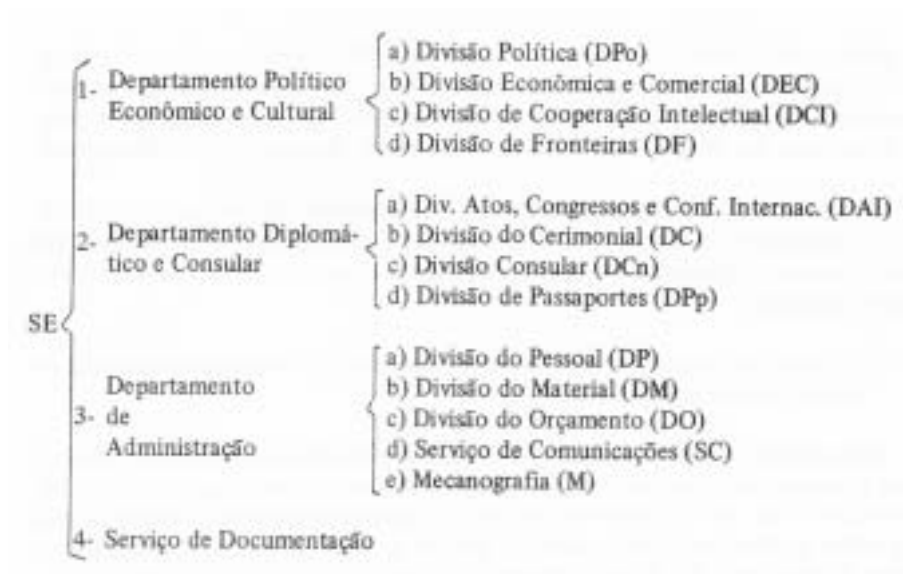 SE
1- Departamento Político
Econômico e Cultural
a) Divisão Política (DPo)
b) Divisão Econômica e Comercial (DEC)
c) Divisão de Cooperação Intelectual (DCI)
d) Divisão de Fronteiras (DF)
2- Departamento Diplomá-
tico e Consular
a) Div. Atos, Congressos e Conf. Internac. (DAI)
b) Divisão do Cerimonial (DC)
c) Divisão Consular (DCn)
d) Divisão de Passaportes (DPp)
Departamento
3- de
Administração
a) Divisão do Pessoal (DP)
b) Divisão do Material (DM)
c) Divisão do Orçamento (DO)
d) Serviço de Comunicações (SC)
e) Mecanografia (M)
4- Serviço de Documentação